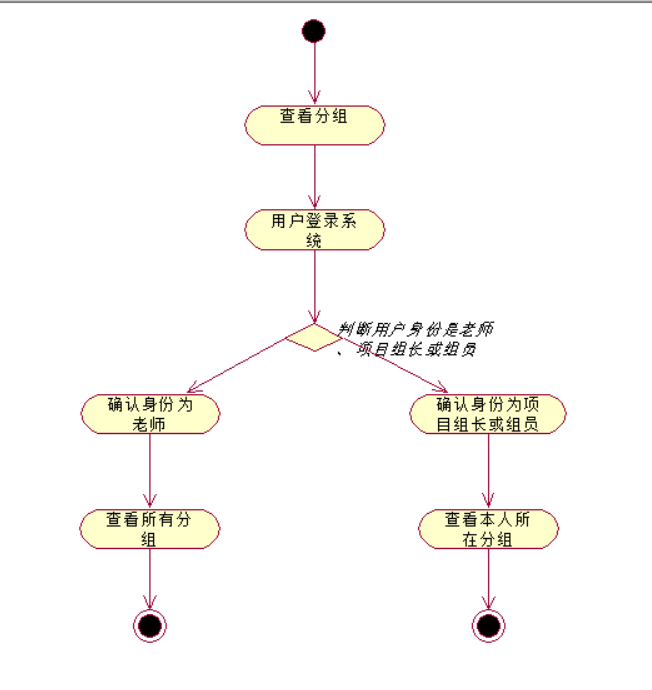 查看分组
用户登录系
统
判断用户身份是老师
、项目组长或组员
确认身份为
老师
确认身份为项
目组长或组员
查看所有分
组
查看本人所
在分组